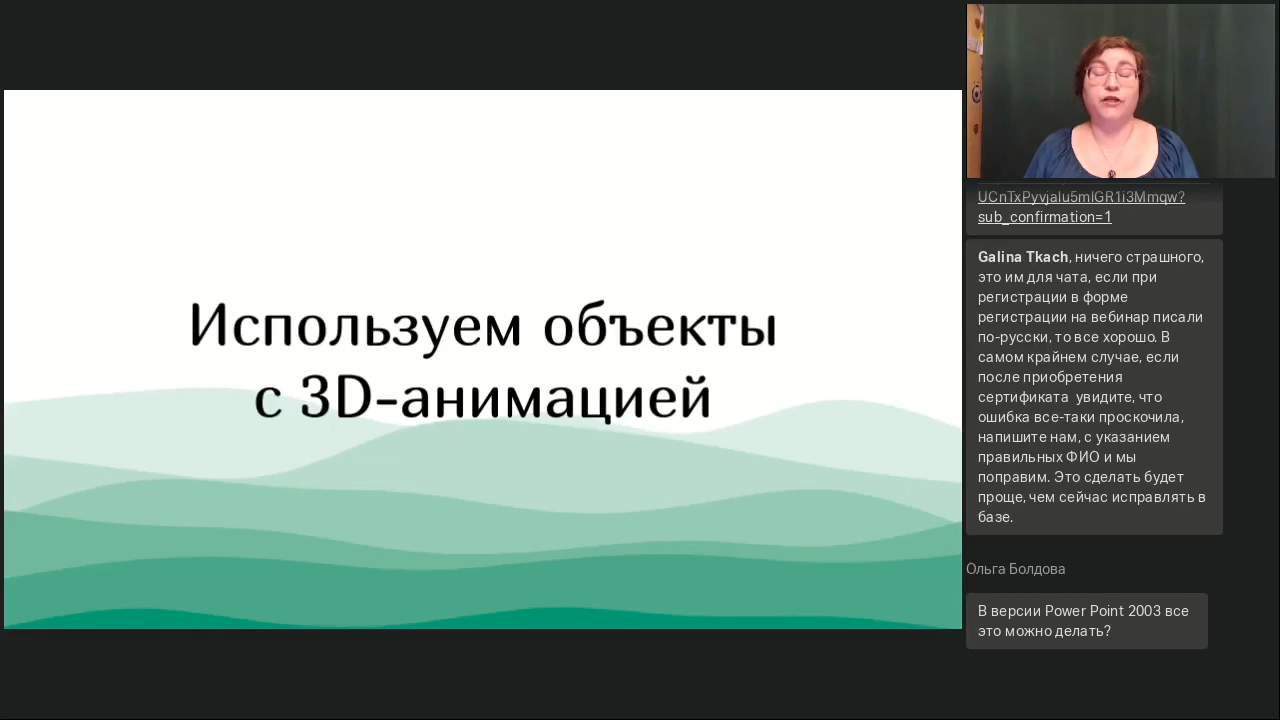 Используем объекты
с 3D-анимацией
UCnTxPyvjalu5mIGR1i3Mmqw?
sub_confirmation=1
Galina Tkach, ничего страшного,
это им для чата, если при
регистрации в форме
регистрации на вебинар писали
по-русски, то все хорошо. В
самом крайнем случае, если
после приобретения
сертификата увидите, что
ошибка все-таки проскочила,
напишите нам, с указанием
правильных ФИО и мы
поправим. Это сделать будет
проще, чем сейчас исправлять в
базе.
Ольга Болдова
В версии Power Point 2003 все
это можно делать?